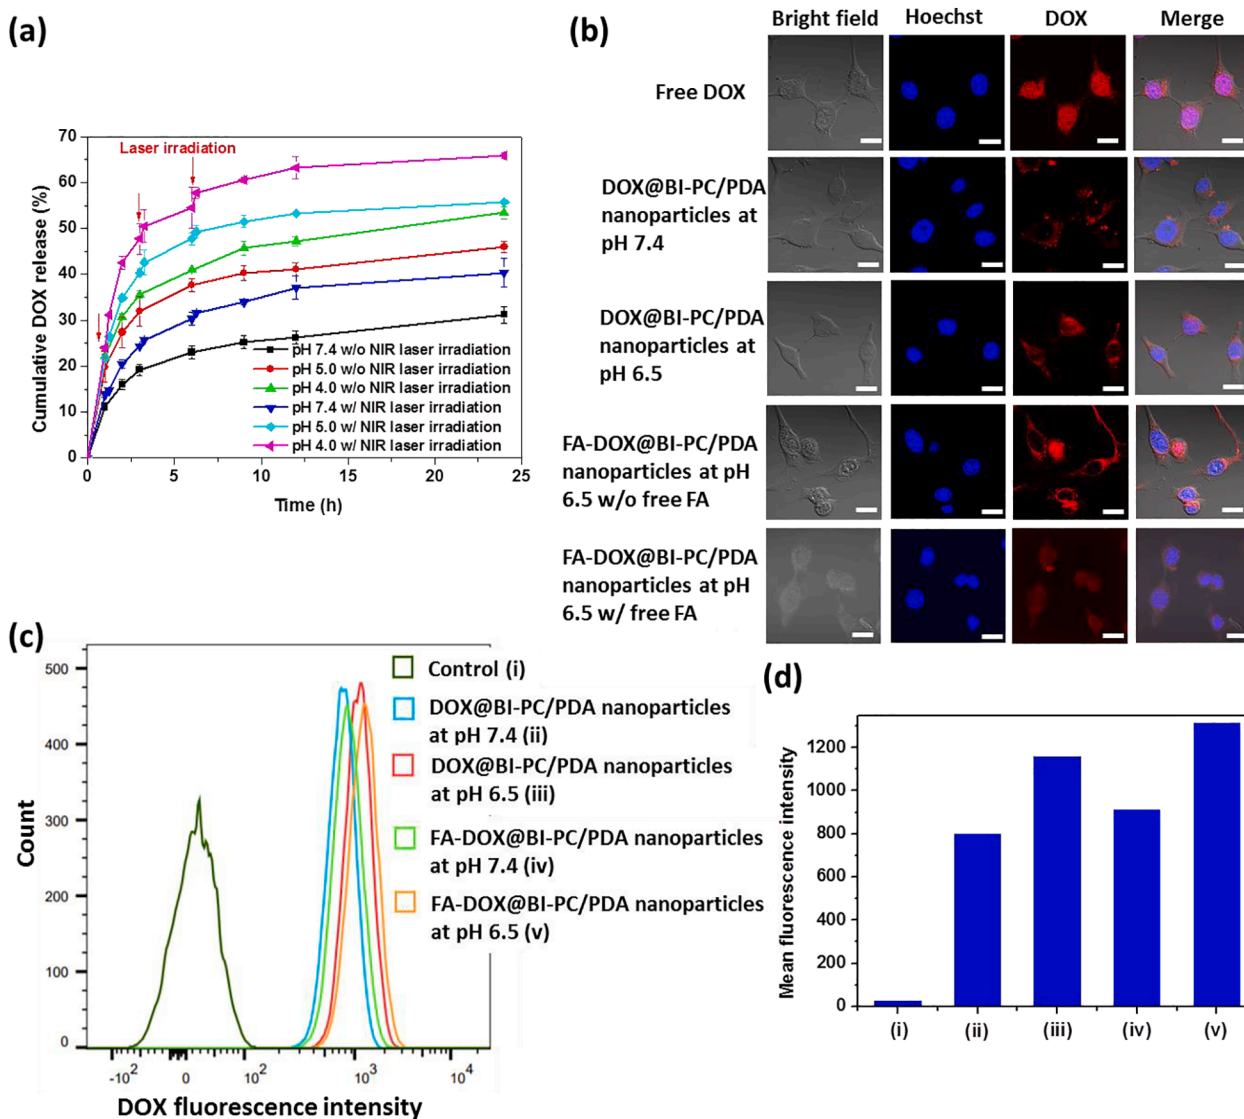 (a)
Laser irradiation
Cumulative DOX release (%)
70
60
50
40
30
20
10
0
pH 7.4 w/o NIR laser irradiation
pH 5.0 w/o NIR laser irradiation
pH 4.0 w/o NIR laser irradiation
pH 7.4 w/ NIR laser irradiation
pH 5.0 w/ NIR laser irradiation
pH 4.0 w/ NIR laser irradiation
0 5 10 15 20 25
Time (h)
(b)
Bright field Hoechst DOX Merge
Free DOX
DOX@BI-PC/PDA
nanoparticles at
pH 7.4
DOX@BI-PC/PDA
nanoparticles at
pH 6.5
FA-DOX@BI-PC/PDA
nanoparticles at pH
6.5 w/o free FA
FA-DOX@BI-PC/PDA
nanoparticles at pH
6.5 w/ free FA
(c)
Count
500
400
300
200
100
0
Control (i)
DOX@BI-PC/PDA nanoparticles
at pH 7.4 (ii)
DOX@BI-PC/PDA nanoparticles
at pH 6.5 (iii)
FA-DOX@BI-PC/PDA nanoparticles
at pH 7.4 (iv)
FA-DOX@BI-PC/PDA nanoparticles
at pH 6.5 (v)
-10² 0 10² 10³ 10⁴
DOX fluorescence intensity
(d)
Mean fluorescence intensity
1200
1000
800
600
400
200
0
(i) (ii) (iii) (iv) (v)